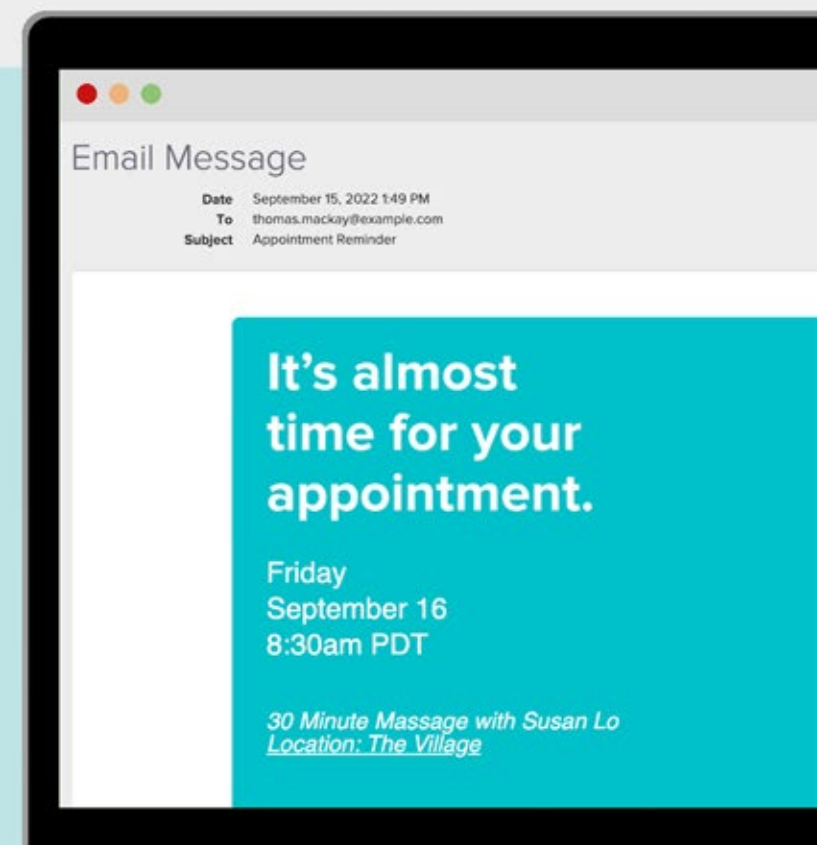 Email Message
Date September 15, 2022 1:49 PM
To thomas.mackay@example.com
Subject Appointment Reminder
It’s almost
time for your
appointment.
Friday
September 16
8:30am PDT
30 Minute Massage with Susan Lo
Location: The Village